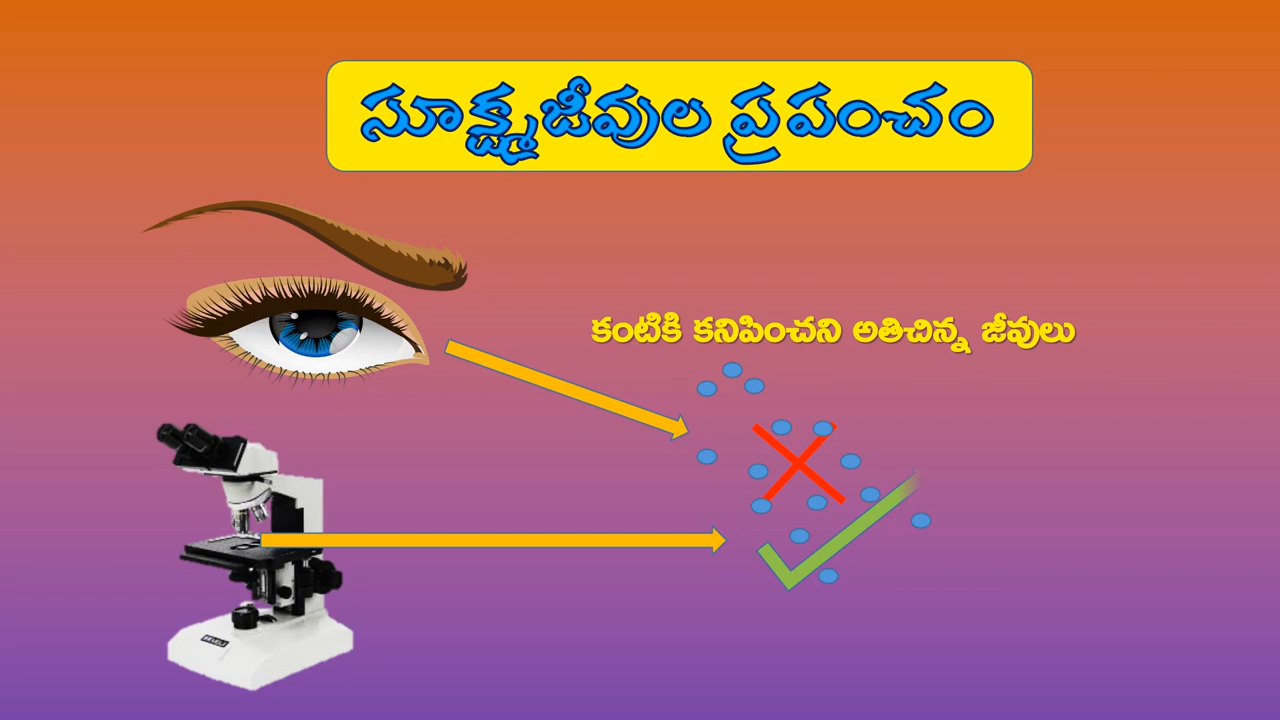 సూక్ష్మజీవుల ప్రపంచం
కంటికి కనిపించని అతిచిన్న జీవులు